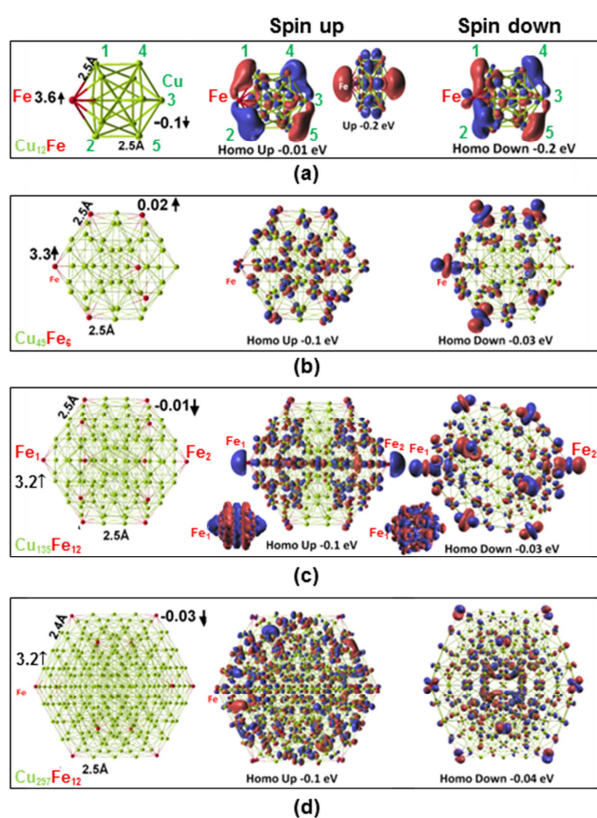 Spin up Spin down
1 4 1 4 1 4
2.5Å Cu
Fe 3.6↑ 3 Fe 3 Fe Fe 3
-0.1↓ Up -0.2 eV
Cu12Fe 2 2.5Å 5 2 5 2 5
Homo Up -0.01 eV Homo Down -0.2 eV
(a)
0.02↑
2.5Å
3.3↑
Fe Fe Fe
2.5Å
Cu45Fe6 Homo Up -0.1 eV Homo Down -0.03 eV
(b)
2.5Å -0.01↓
Fe1 Fe2 Fe1 Fe2 Fe1 Fe2
3.2↑
2.5Å Fe1 Fe1
Cu135Fe12 Homo Up -0.1 eV Homo Down -0.03 eV
(c)
2.4Å -0.03↓
3.2↑
Fe Fe
2.5Å
Cu257Fe12 Homo Up -0.1 eV Homo Down -0.04 eV
(d)